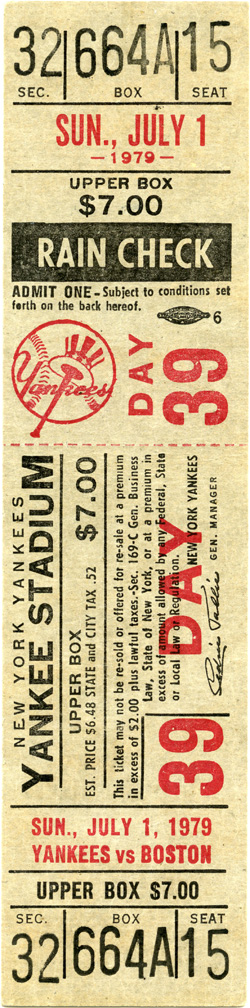 32 664A 15
SEC. BOX SEAT
SUN., JULY 1
—1979—
UPPER BOX
$7.00
RAIN CHECK
ADMIT ONE - Subject to conditions set
forth on the back hereof.
6
Yankees
DAY
39
NEW YORK YANKEES
YANKEE STADIUM
UPPER BOX $7.00
EST. PRICE $6.48 STATE and CITY TAX .52
This ticket may not be re-sold or offered for re-sale at a premium
in excess of $2.00 plus lawful taxes.-Sec. 169-C Gen. Business
Law, State of New York, or at a premium in
excess of amount allowed by any Federal, State
or Local Law or Regulation.
NEW YORK YANKEES
GEN. MANAGER
DAY
39
SUN., JULY 1, 1979
YANKEES vs BOSTON
UPPER BOX $7.00
SEC. BOX SEAT
32 664A 15